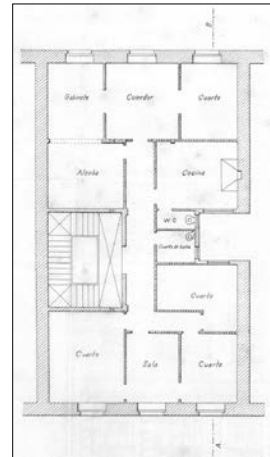 B
Gabinete Comedor Cuarto
Alcoba Cocina
W.C.
Cuarto de baño
Cuarto
Cuarto Sala Cuarto
A